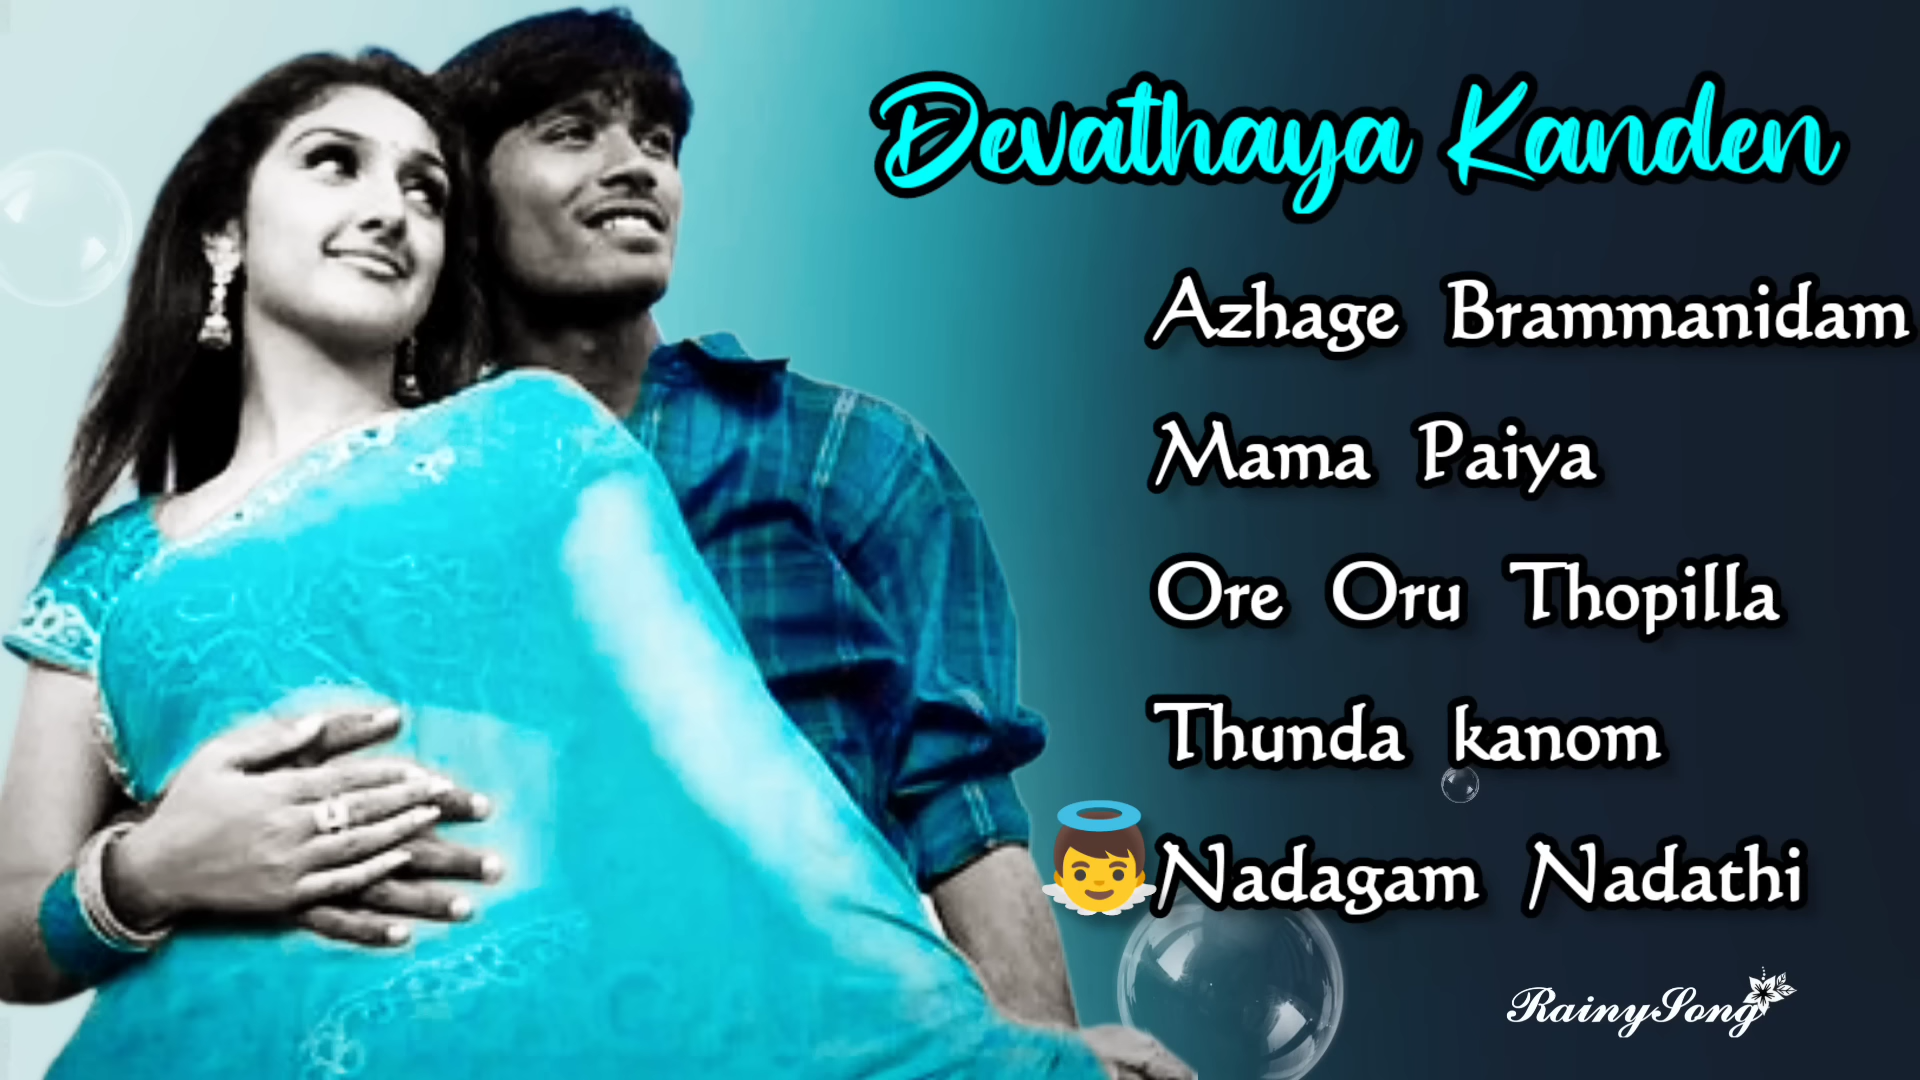 Devathaya Kanden
Azhage Brammanidam
Mama Paiya
Ore Oru Thopilla
Thunda kanom
Nadagam Nadathi
RainySong